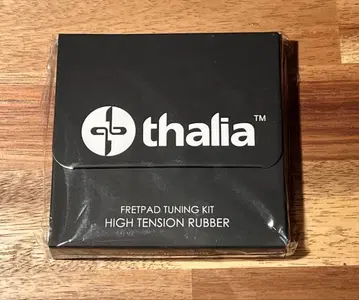 thalia™
FRETPAD TUNING KIT
HIGH TENSION RUBBER